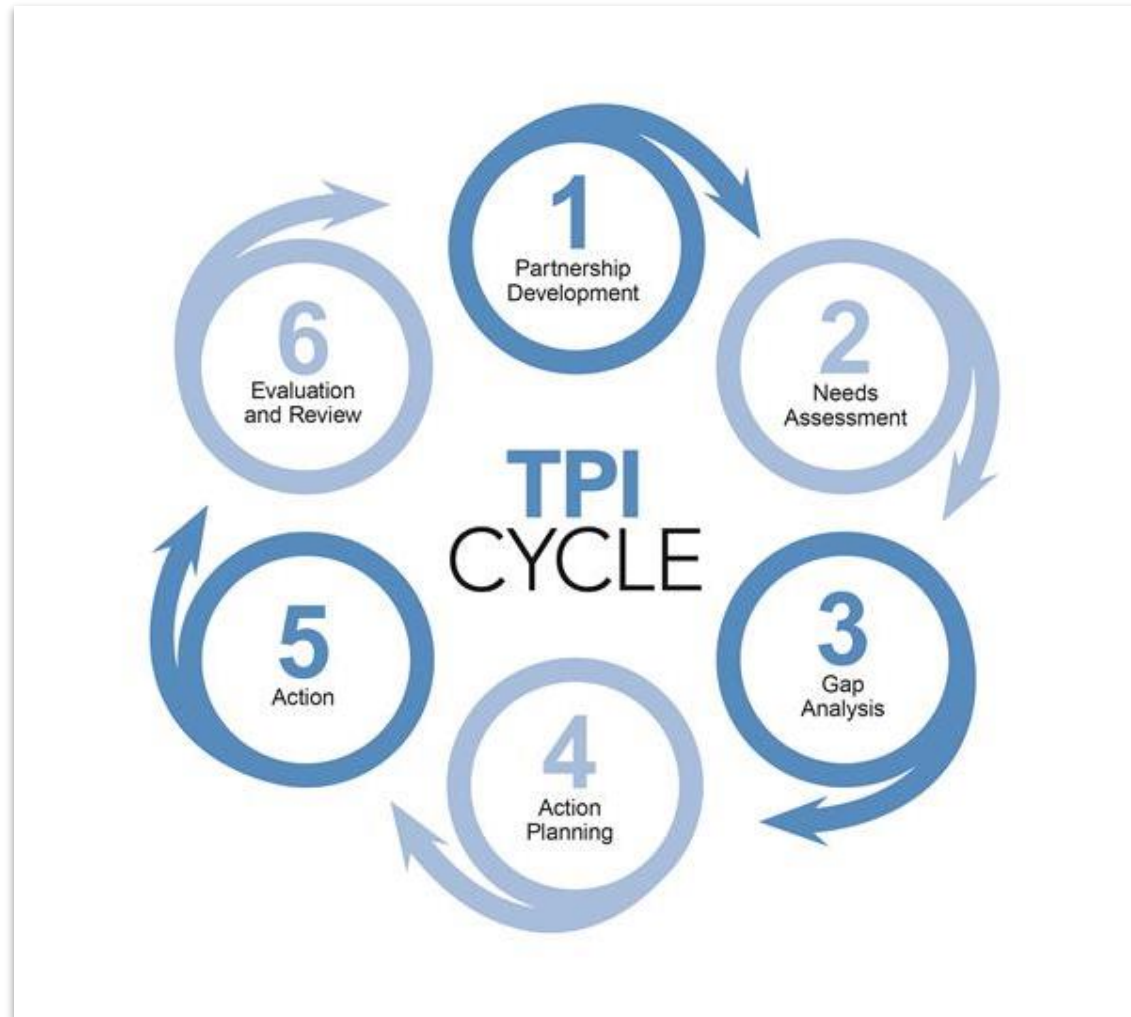 1
Partnership
Development
2
Needs
Assessment
3
Gap
Analysis
4
Action
Planning
5
Action
6
Evaluation
and Review
TPI
CYCLE